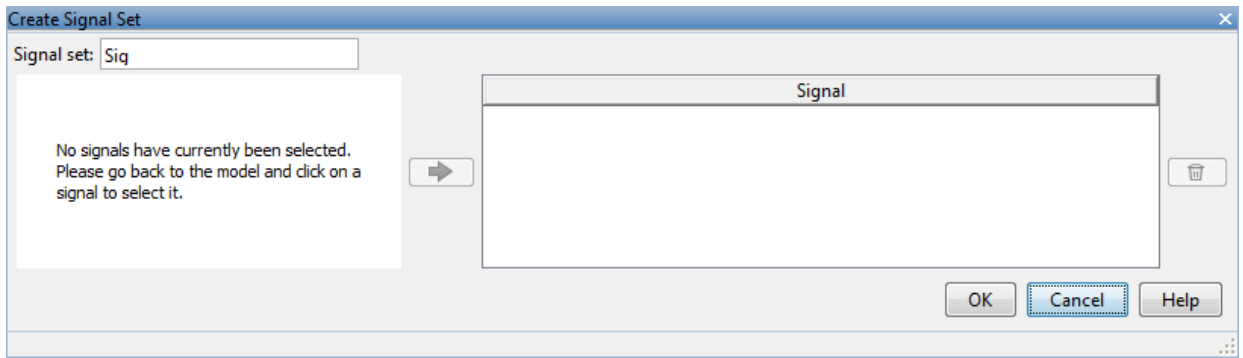 Create Signal Set
Signal set: Sig
Signal
No signals have currently been selected.
Please go back to the model and click on a
signal to select it.
OK Cancel Help